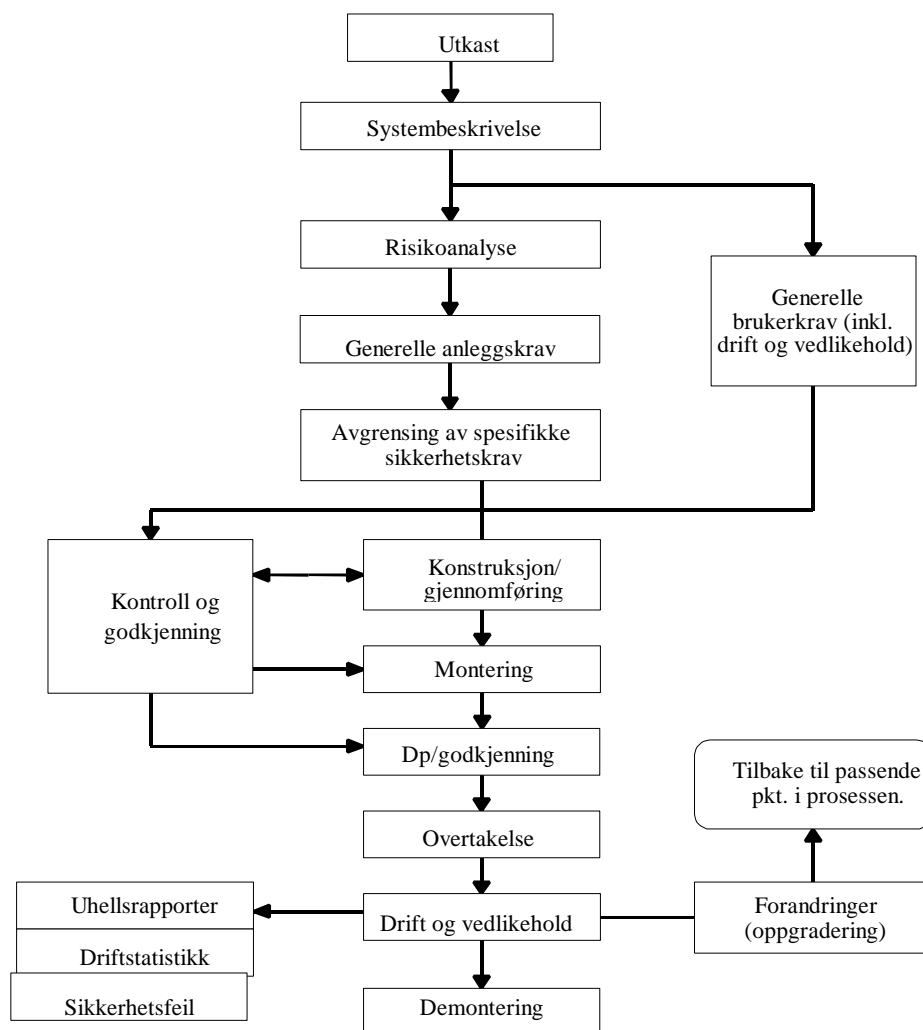 Utkast
Systembeskrivelse
Risikoanalyse
Generelle
brukerkrav (inkl.
drift og vedlikehold)
Generelle anleggskrav
Avgrensing av spesifikke
sikkerhetskrav
Kontroll og
godkjenning
Konstruksjon/
gjennomføring
Montering
Dp/godkjenning
Tilbake til passende
pkt. i prosessen.
Overtakelse
Uhellsrapporter
Driftstatistikk
Sikkerhetsfeil
Drift og vedlikehold
Forandringer
(oppgradering)
Demontering